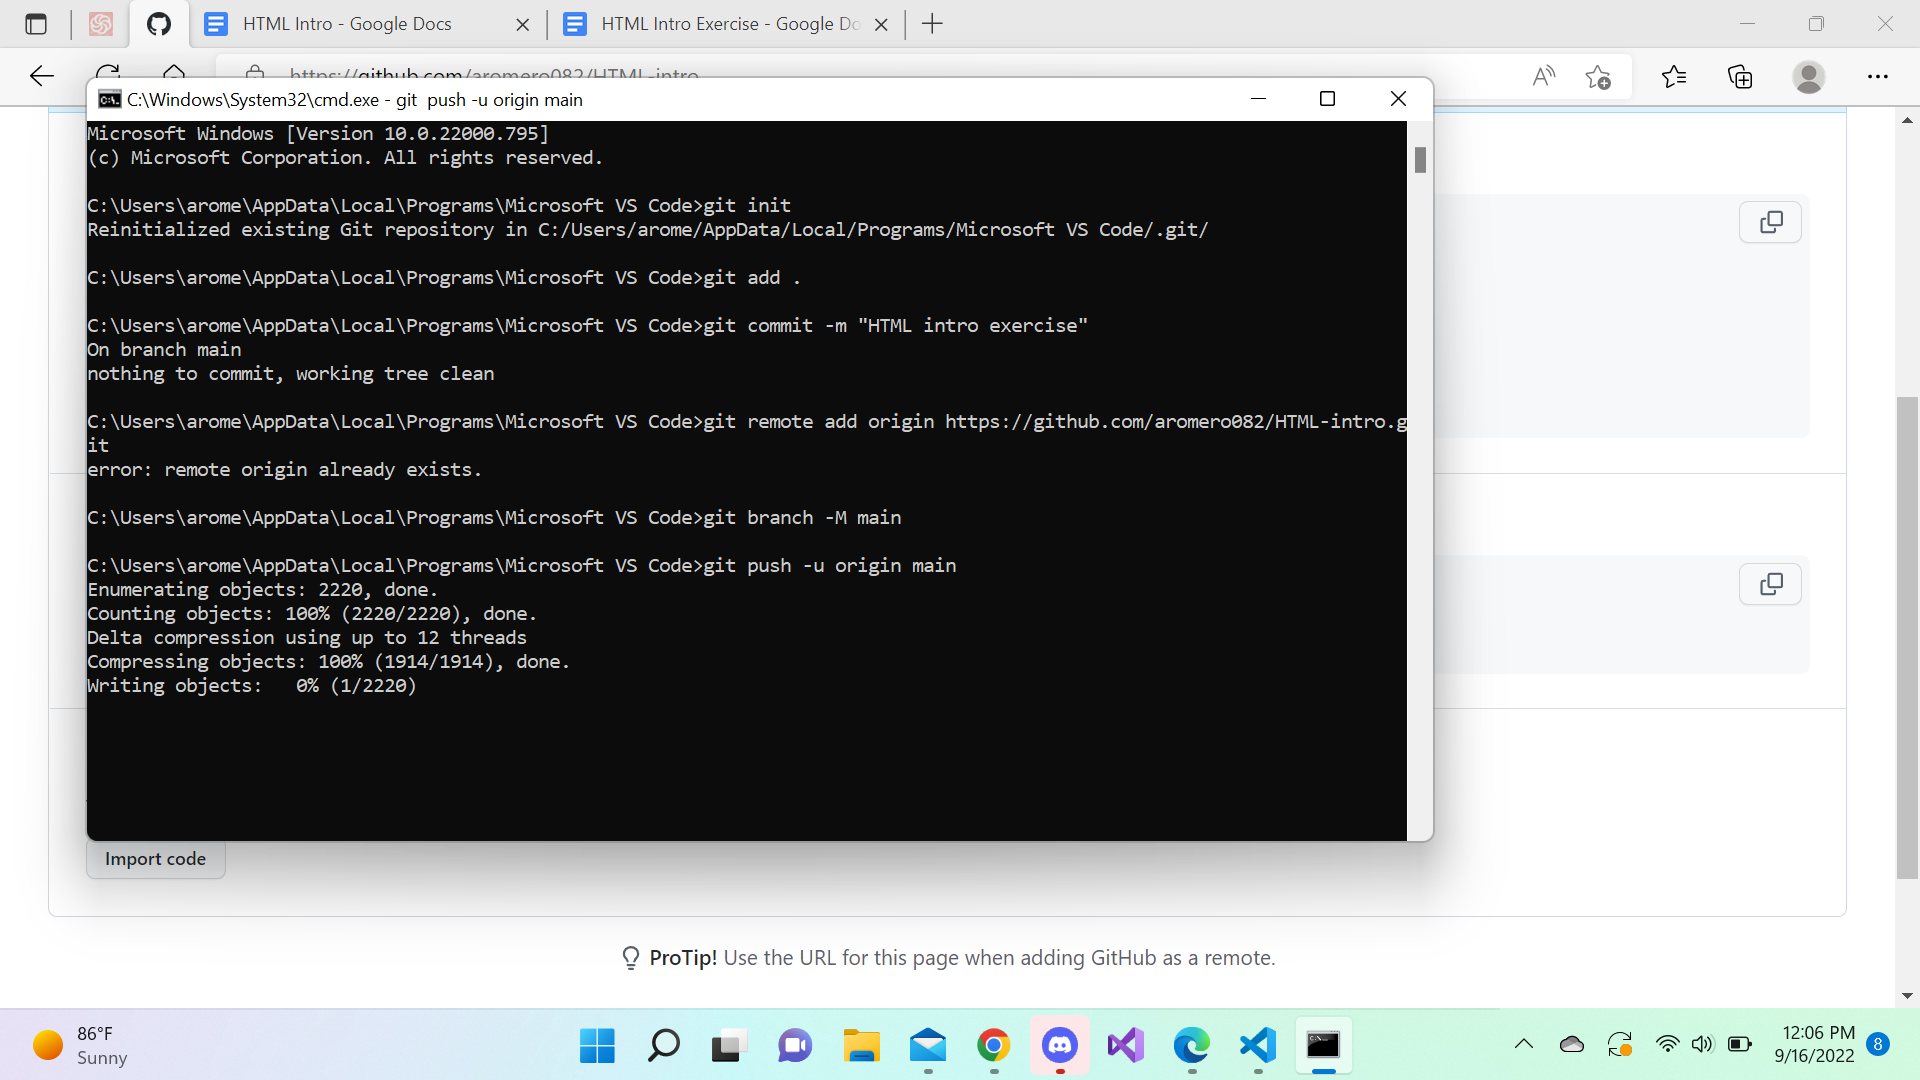 HTML Intro - Google Docs
HTML Intro Exercise - Google Do
https://github.com/aromero082/HTML-intro
C:\Windows\System32\cmd.exe - git  push -u origin main
Microsoft Windows [Version 10.0.22000.795]
(c) Microsoft Corporation. All rights reserved.
C:\Users\arome\AppData\Local\Programs\Microsoft VS Code>git init
Reinitialized existing Git repository in C:/Users/arome/AppData/Local/Programs/Microsoft VS Code/.git/
C:\Users\arome\AppData\Local\Programs\Microsoft VS Code>git add .
C:\Users\arome\AppData\Local\Programs\Microsoft VS Code>git commit -m "HTML intro exercise"
On branch main
nothing to commit, working tree clean
C:\Users\arome\AppData\Local\Programs\Microsoft VS Code>git remote add origin https://github.com/aromero082/HTML-intro.g
it
error: remote origin already exists.
C:\Users\arome\AppData\Local\Programs\Microsoft VS Code>git branch -M main
C:\Users\arome\AppData\Local\Programs\Microsoft VS Code>git push -u origin main
Enumerating objects: 2220, done.
Counting objects: 100% (2220/2220), done.
Delta compression using up to 12 threads
Compressing objects: 100% (1914/1914), done.
Writing objects:   0% (1/2220)
Import code
ProTip! Use the URL for this page when adding GitHub as a remote.
86°F
Sunny
12:06 PM
9/16/2022
8